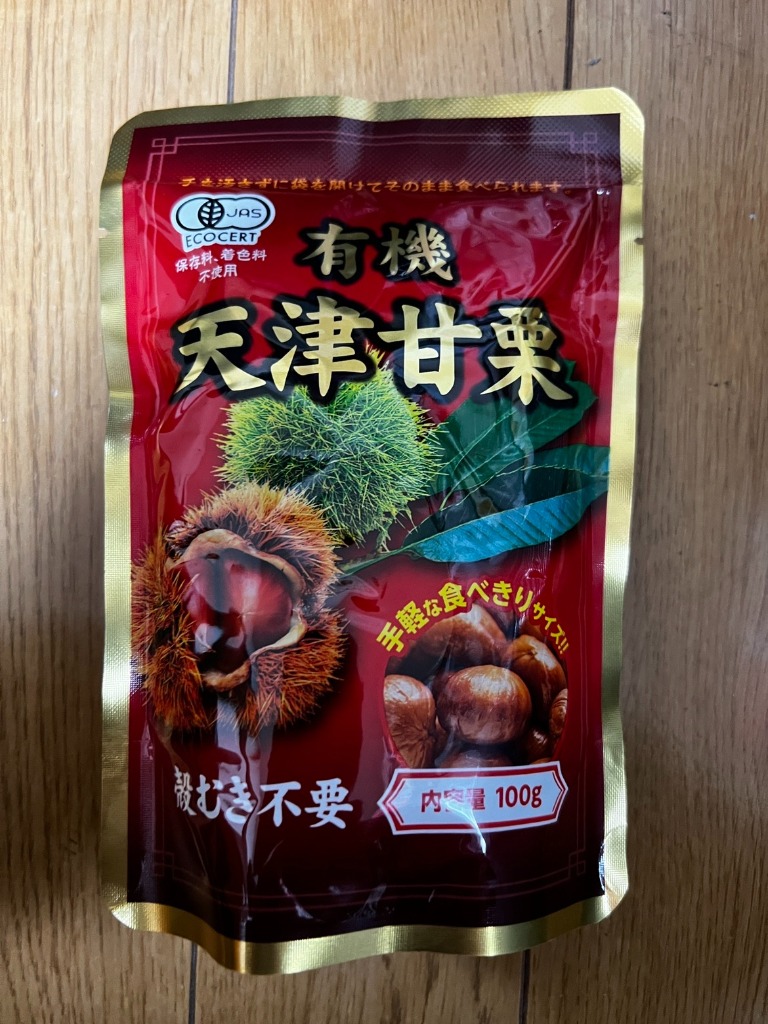 手を汚さずに袋を開けてそのまま食べられます。
JAS
ECOCERT
保存料、着色料
不使用
有機
天津甘栗
手軽な食べきりサイズ!!
殻むき不要
内容量 100g